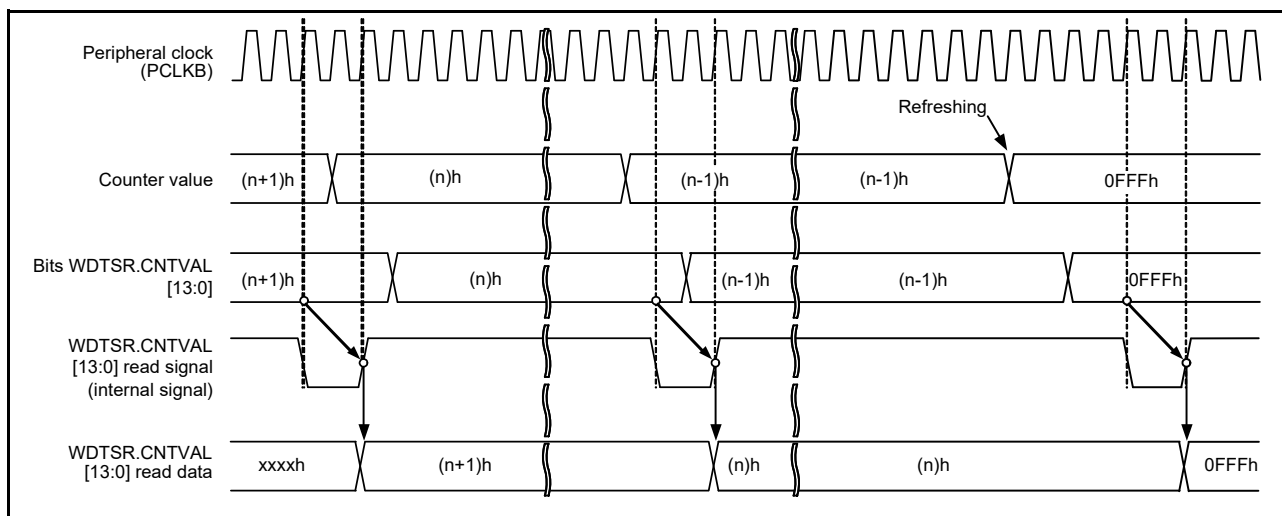 Peripheral clock
(PCLKB)
Refreshing
Counter value
(n+1)h
(n)h
(n-1)h
(n-1)h
0FFFh
Bits WDTSR.CNTVAL
[13:0]
(n+1)h
(n)h
(n-1)h
(n-1)h
0FFFh
WDTSR.CNTVAL
[13:0] read signal
(internal signal)
WDTSR.CNTVAL
[13:0] read data
xxxxh
(n+1)h
(n)h
(n)h
0FFFh